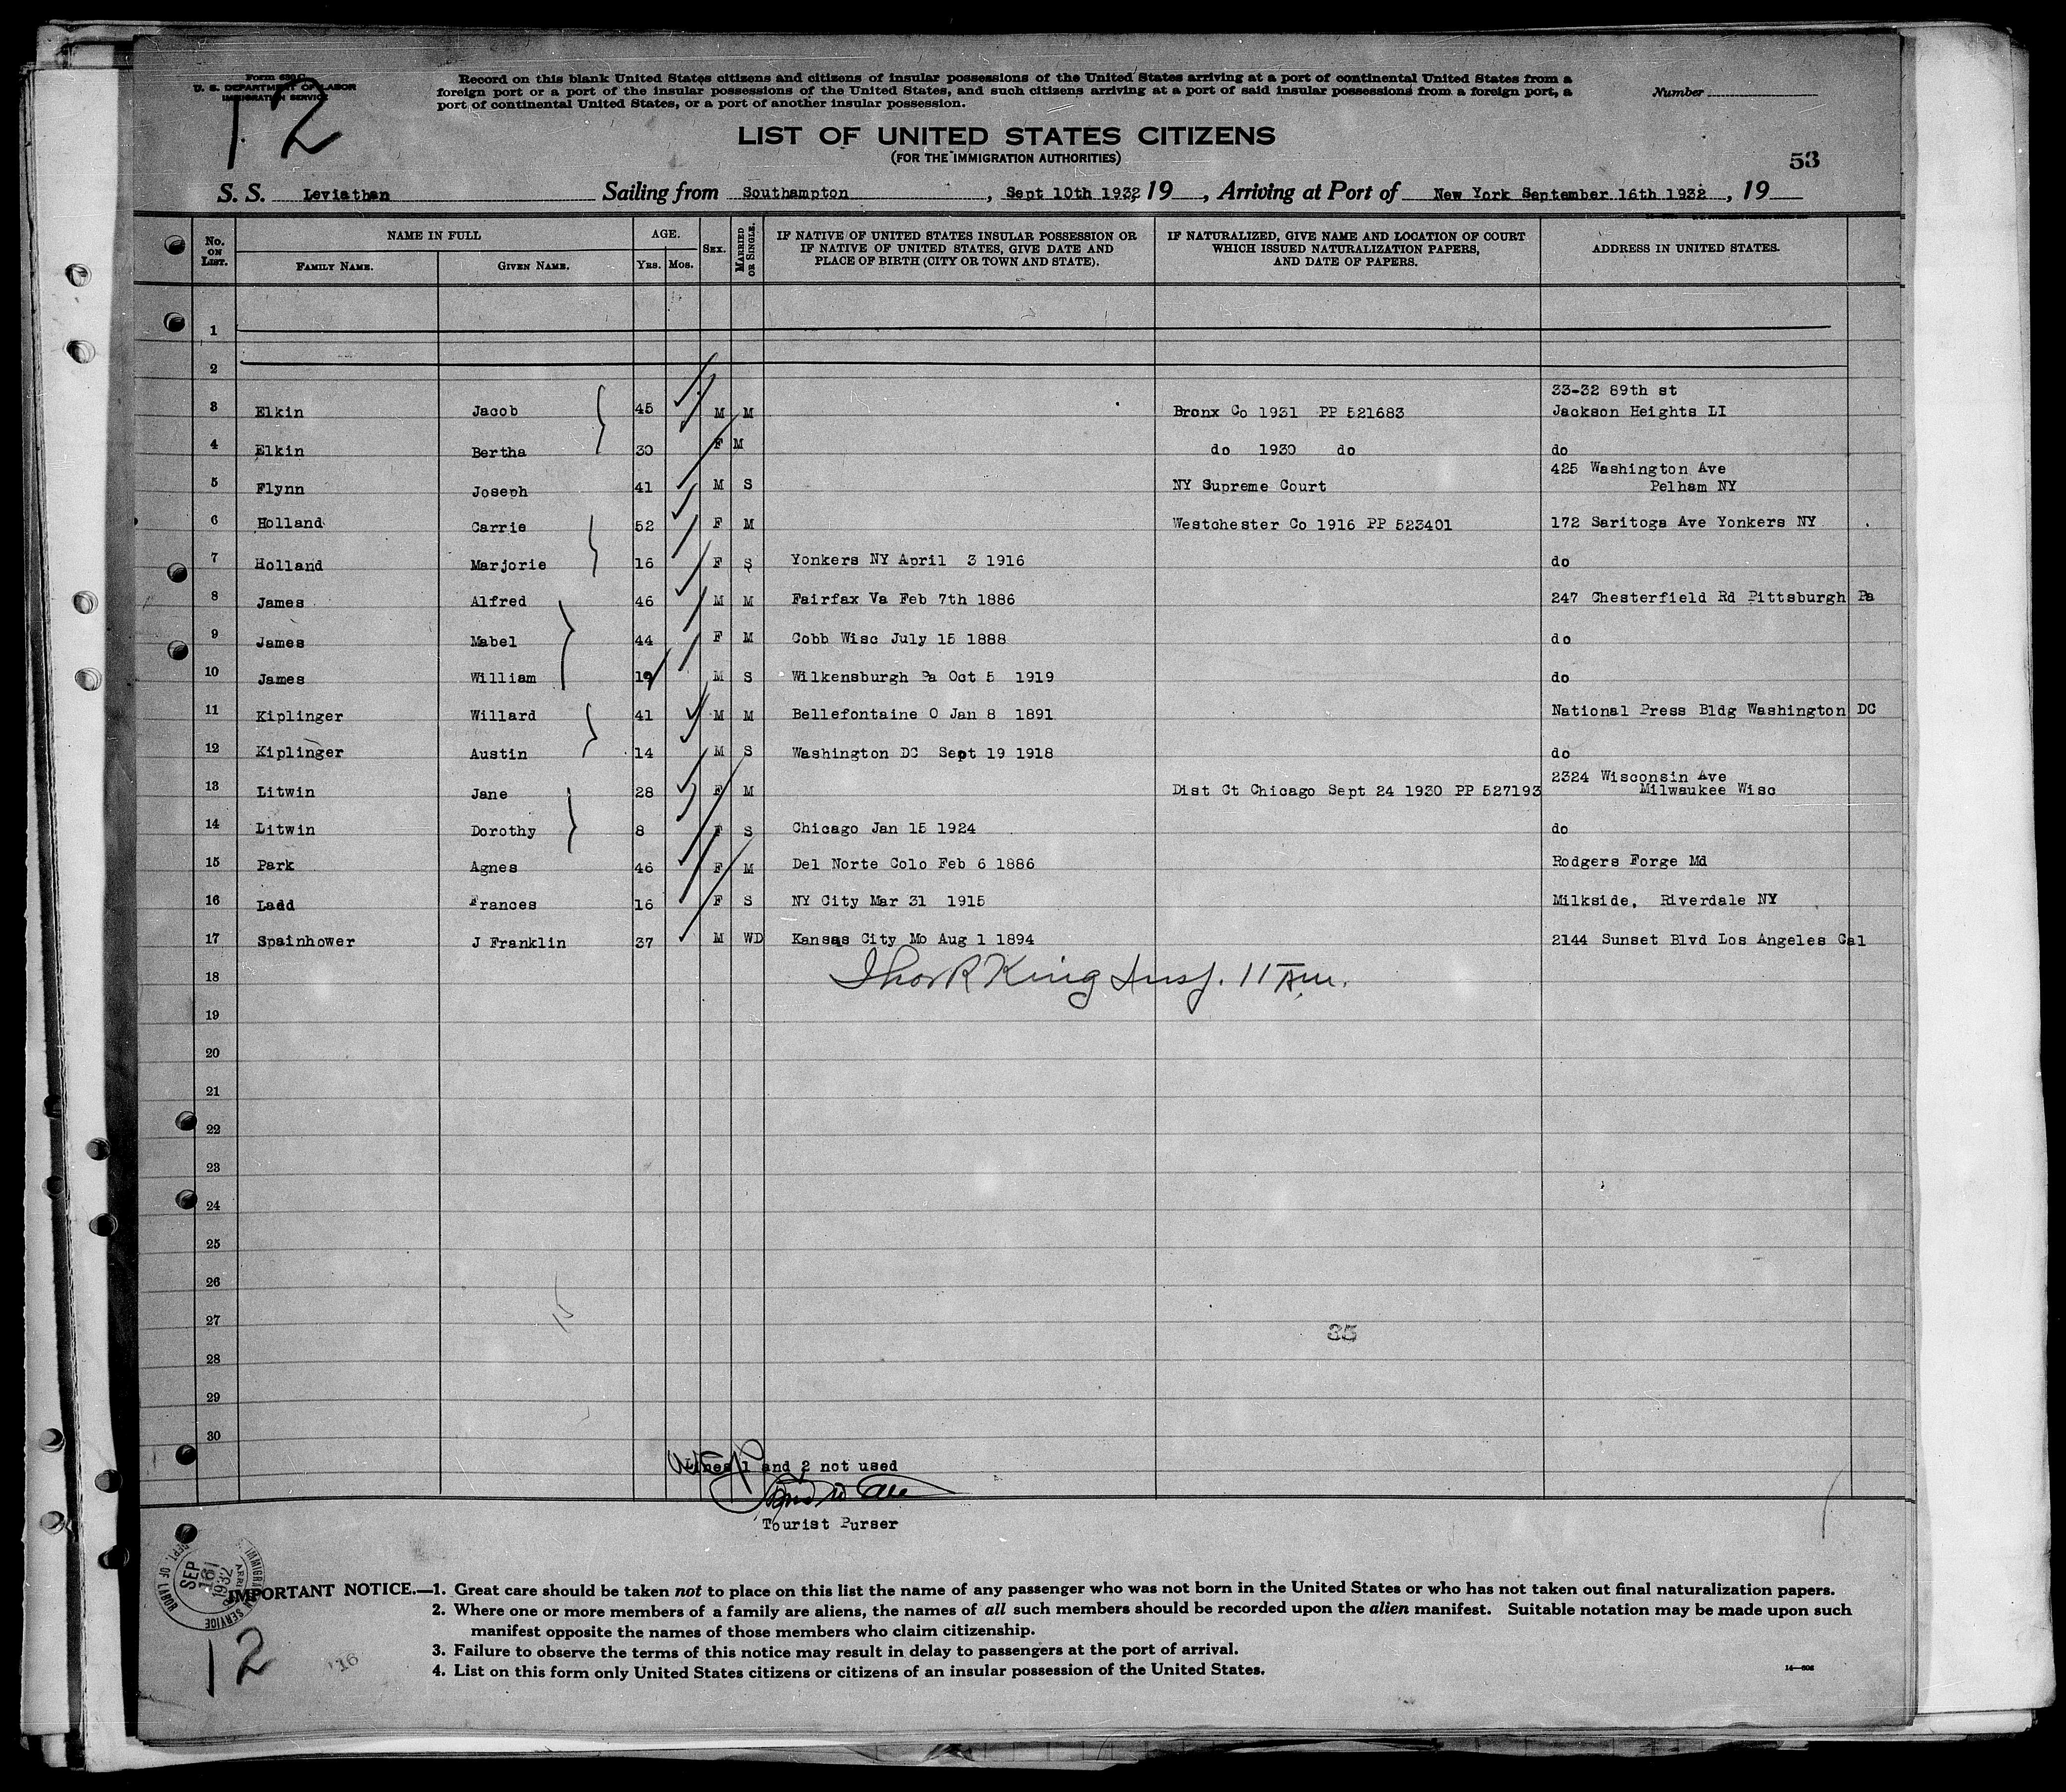 Form 630 C
U. S. DEPARTMENT OF LABOR
IMMIGRATION SERVICE
12
Record on this blank United States citizens and citizens of insular possessions of the United States arriving at a port of continental United States from a
foreign port or a port of the insular possessions of the United States, and such citizens arriving at a port of said insular possessions from a foreign port, a
port of continental United States, or a port of another insular possession.
Number
LIST OF UNITED STATES CITIZENS
(FOR THE IMMIGRATION AUTHORITIES)
53
S. S. Leviathan Sailing from Southampton , Sept 10th 1932 19 , Arriving at Port of New York September 16th 1932 , 19
No. ON LIST. NAME IN FULL FAMILY NAME. GIVEN NAME. AGE. YRS. MOS. SEX. MARRIED OR SINGLE. IF NATIVE OF UNITED STATES INSULAR POSSESSION OR IF NATIVE OF UNITED STATES, GIVE DATE AND PLACE OF BIRTH (CITY OR TOWN AND STATE). IF NATURALIZED, GIVE NAME AND LOCATION OF COURT WHICH ISSUED NATURALIZATION PAPERS, AND DATE OF PAPERS. ADDRESS IN UNITED STATES.
1
2
33-32 89th st
3 Elkin Jacob 45 M M Bronx Co 1931 PP 521683 Jackson Heights LI
4 Elkin Bertha 30 F M do 1930 do do
425 Washington Ave
5 Flynn Joseph 41 M S NY Supreme Court Pelham NY
6 Holland Carrie 52 F M Westchester Co 1916 PP 523401 172 Saritoga Ave Yonkers NY
7 Holland Marjorie 16 F S Yonkers NY April 3 1916 do
8 James Alfred 46 M M Fairfax Va Feb 7th 1886 247 Chesterfield Rd Pittsburgh Pa
9 James Mabel 44 F M Cobb Wisc July 15 1888 do
10 James William M S Wilkensburgh Pa Oct 5 1919 do
11 Kiplinger Willard 41 M M Bellefontaine O Jan 8 1891 National Press Bldg Washington DC
12 Kiplinger Austin 14 M S Washington DC Sept 19 1918 do
2324 Wisconsin Ave
13 Litwin Jane 28 F M Dist Ct Chicago Sept 24 1930 PP 527193 Milwaukee Wisc
14 Litwin Dorothy 8 F S Chicago Jan 15 1924 do
15 Park Agnes 46 F M Del Norte Colo Feb 6 1886 Rodgers Forge Md
16 Ladd Frances 16 F S NY City Mar 31 1915 Milkside, Riverdale NY
17 Spainhower J Franklin 37 M WD Kansas City Mo Aug 1 1894 2144 Sunset Blvd Los Angeles Cal
18 Thos R King Insp. 11 Am.
19
20
21
22
23
24
25
26
27
35
28
29
30
Lines 1 and 2 not used
Tourist Purser
IMMIGRATION SERVICE
DEPT. OF LABOR
SEP 16 1932
IMPORTANT NOTICE.—1. Great care should be taken not to place on this list the name of any passenger who was not born in the United States or who has not taken out final naturalization papers.
2. Where one or more members of a family are aliens, the names of all such members should be recorded upon the alien manifest. Suitable notation may be made upon such
manifest opposite the names of those members who claim citizenship.
3. Failure to observe the terms of this notice may result in delay to passengers at the port of arrival.
4. List on this form only United States citizens or citizens of an insular possession of the United States.
12
16